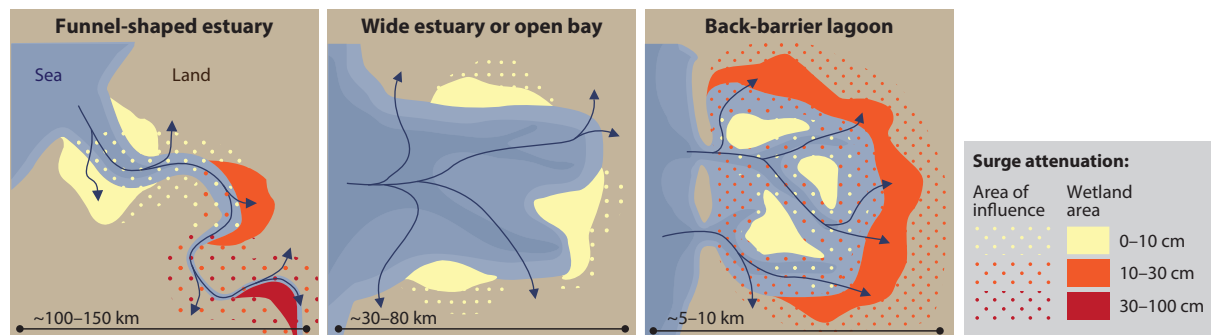 Funnel-shaped estuary
Sea
Land
~100–150 km
Wide estuary or open bay
~30–80 km
Back-barrier lagoon
~5–10 km
Surge attenuation:
Area of influence
Wetland area
0–10 cm
10–30 cm
30–100 cm